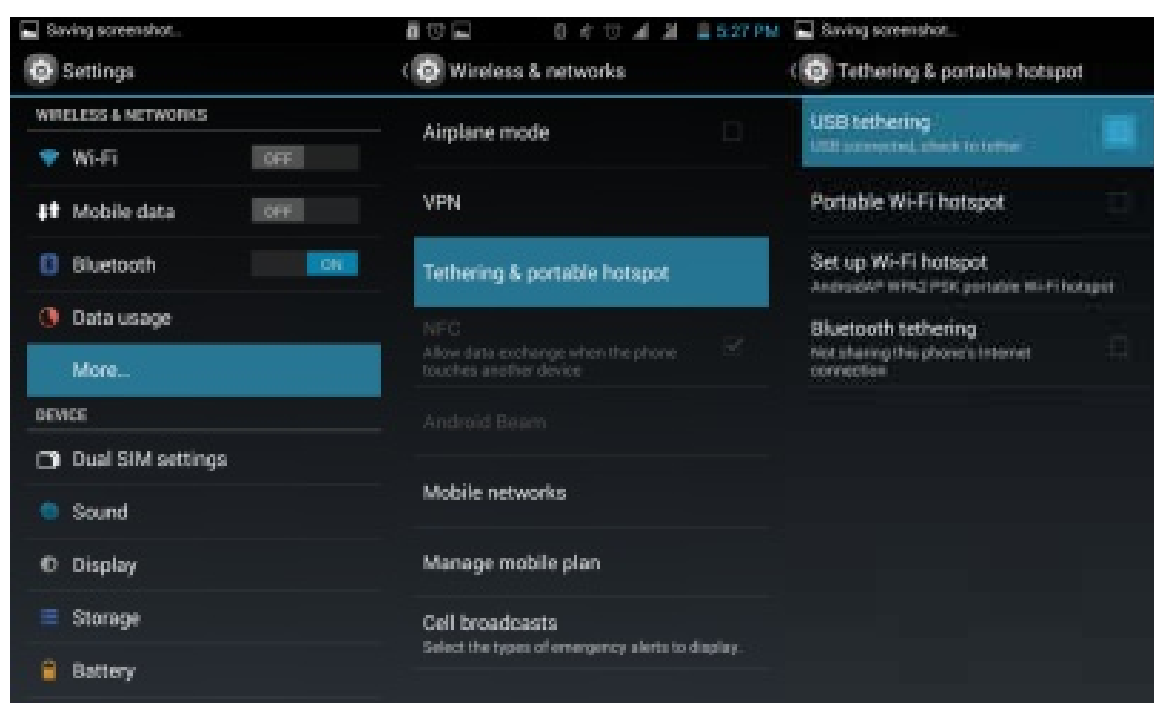 Saving screenshot...
Settings
WIRELESS & NETWORKS
Wi-Fi
OFF
Mobile data
OFF
Bluetooth
ON
Data usage
More...
DEVICE
Dual SIM settings
Sound
Display
Storage
Battery
5:27 PM
Wireless & networks
Airplane mode
VPN
Tethering & portable hotspot
NFC
Allow data exchange when the phone
touches another device
Android Beam
Mobile networks
Manage mobile plan
Cell broadcasts
Select the types of emergency alerts to display.
Saving screenshot...
Tethering & portable hotspot
USB tethering
USB connected, check to tether
Portable Wi-Fi hotspot
Set up Wi-Fi hotspot
AndroidAP WPA2 PSK portable Wi-Fi hotspot
Bluetooth tethering
Not sharing this phone's Internet
connection